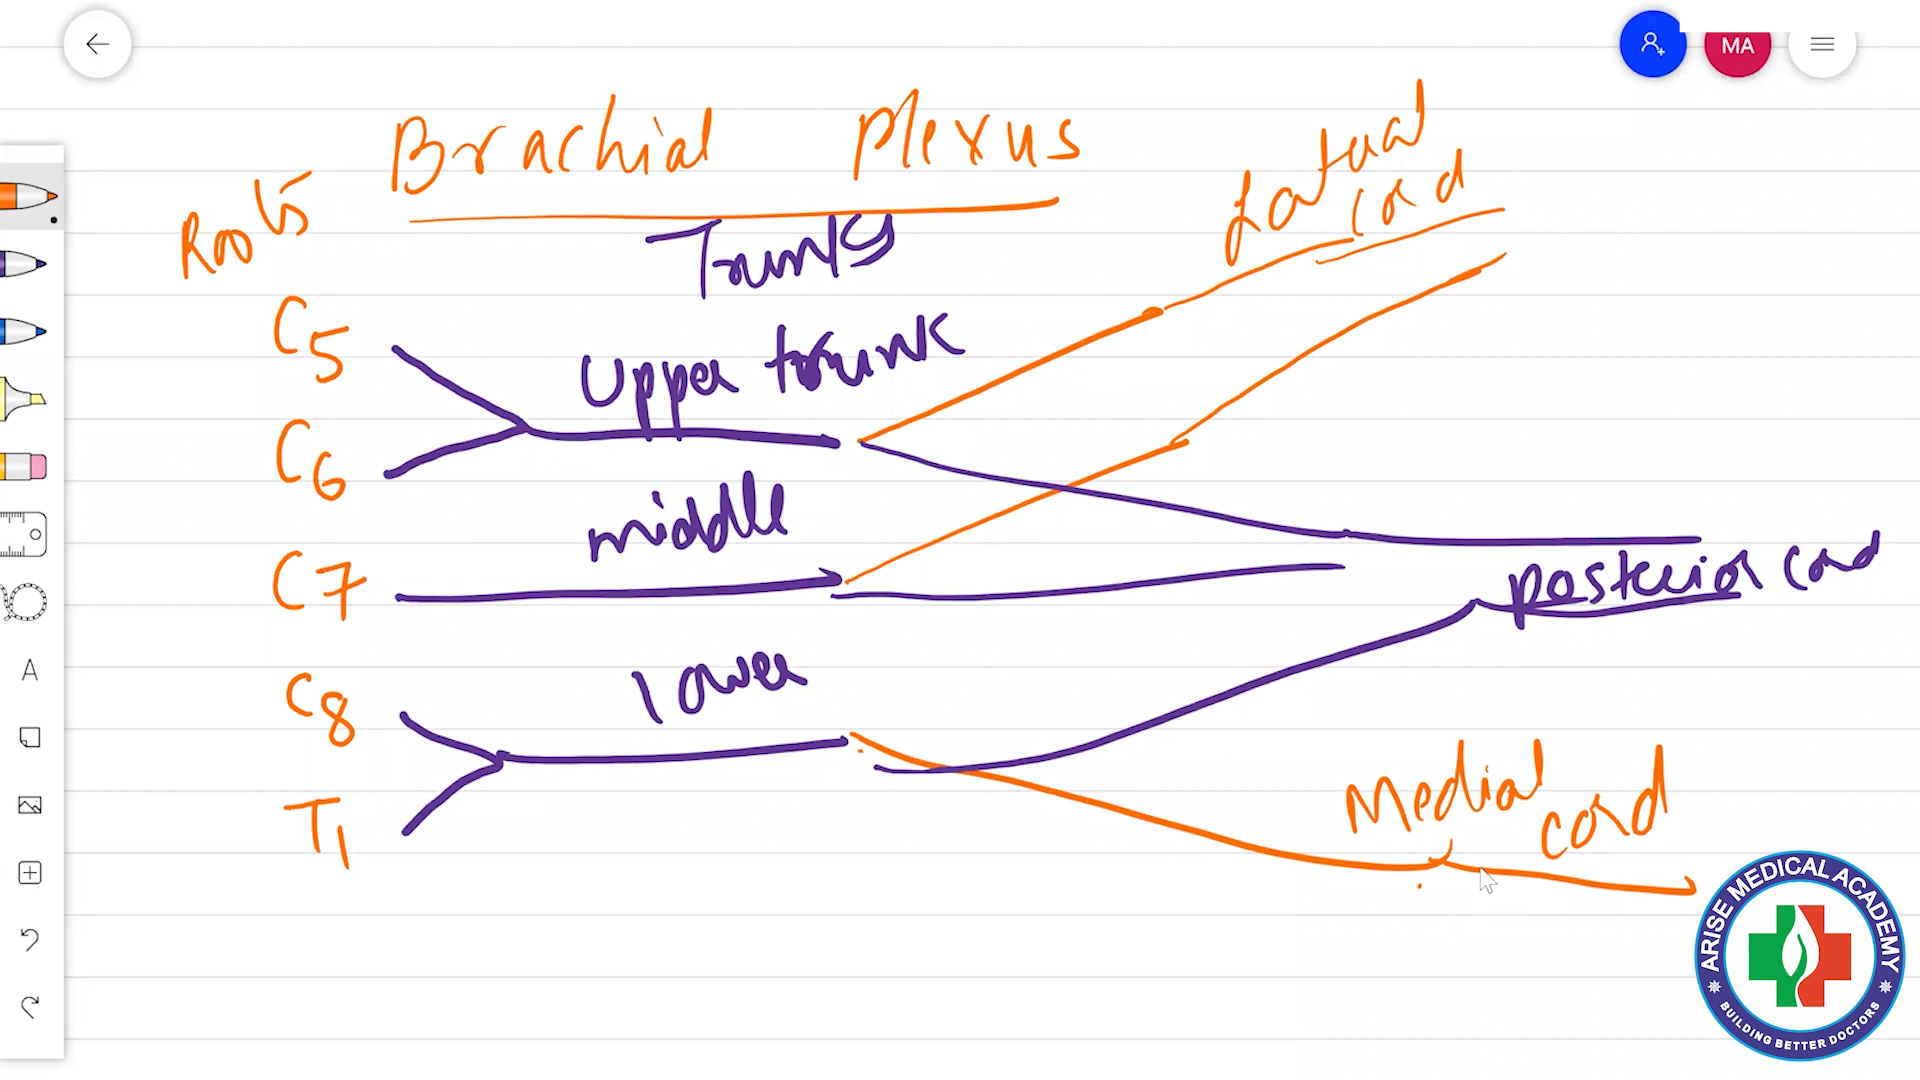 MA
Brachial Plexus
Roots
Trunks
Lateral
cord
C5
Upper trunk
C6
middle
C7
posterior cord
lower
C8
Medial
cord
T1
A
ARISE MEDICAL ACADEMY
BUILDING BETTER DOCTORS